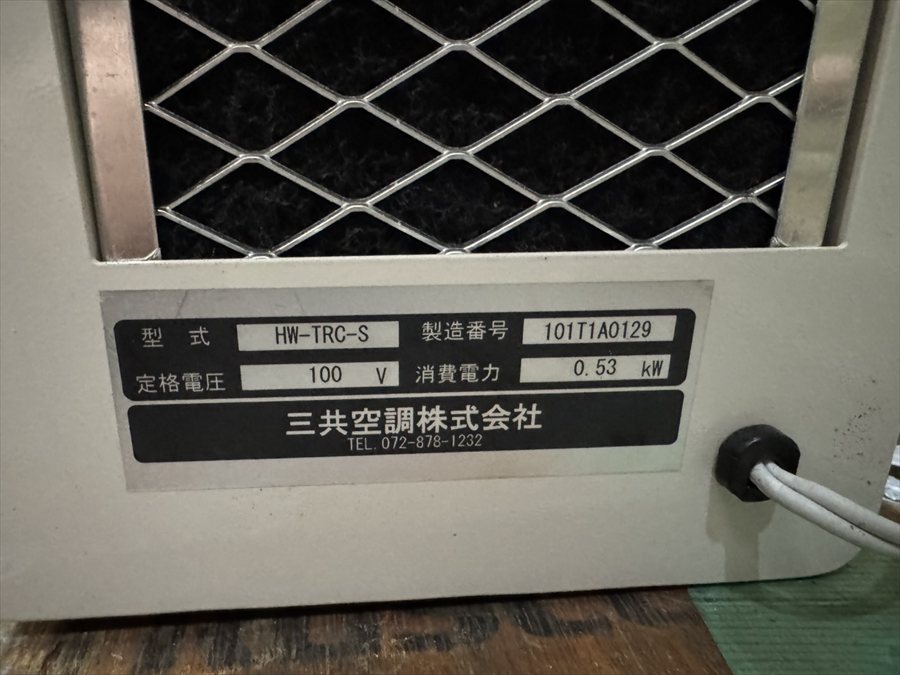 型式 HW-TRC-S 製造番号 101T1A0129
定格電圧 100 V 消費電力 0.53 kW
三共空調株式会社
TEL. 072-878-1232